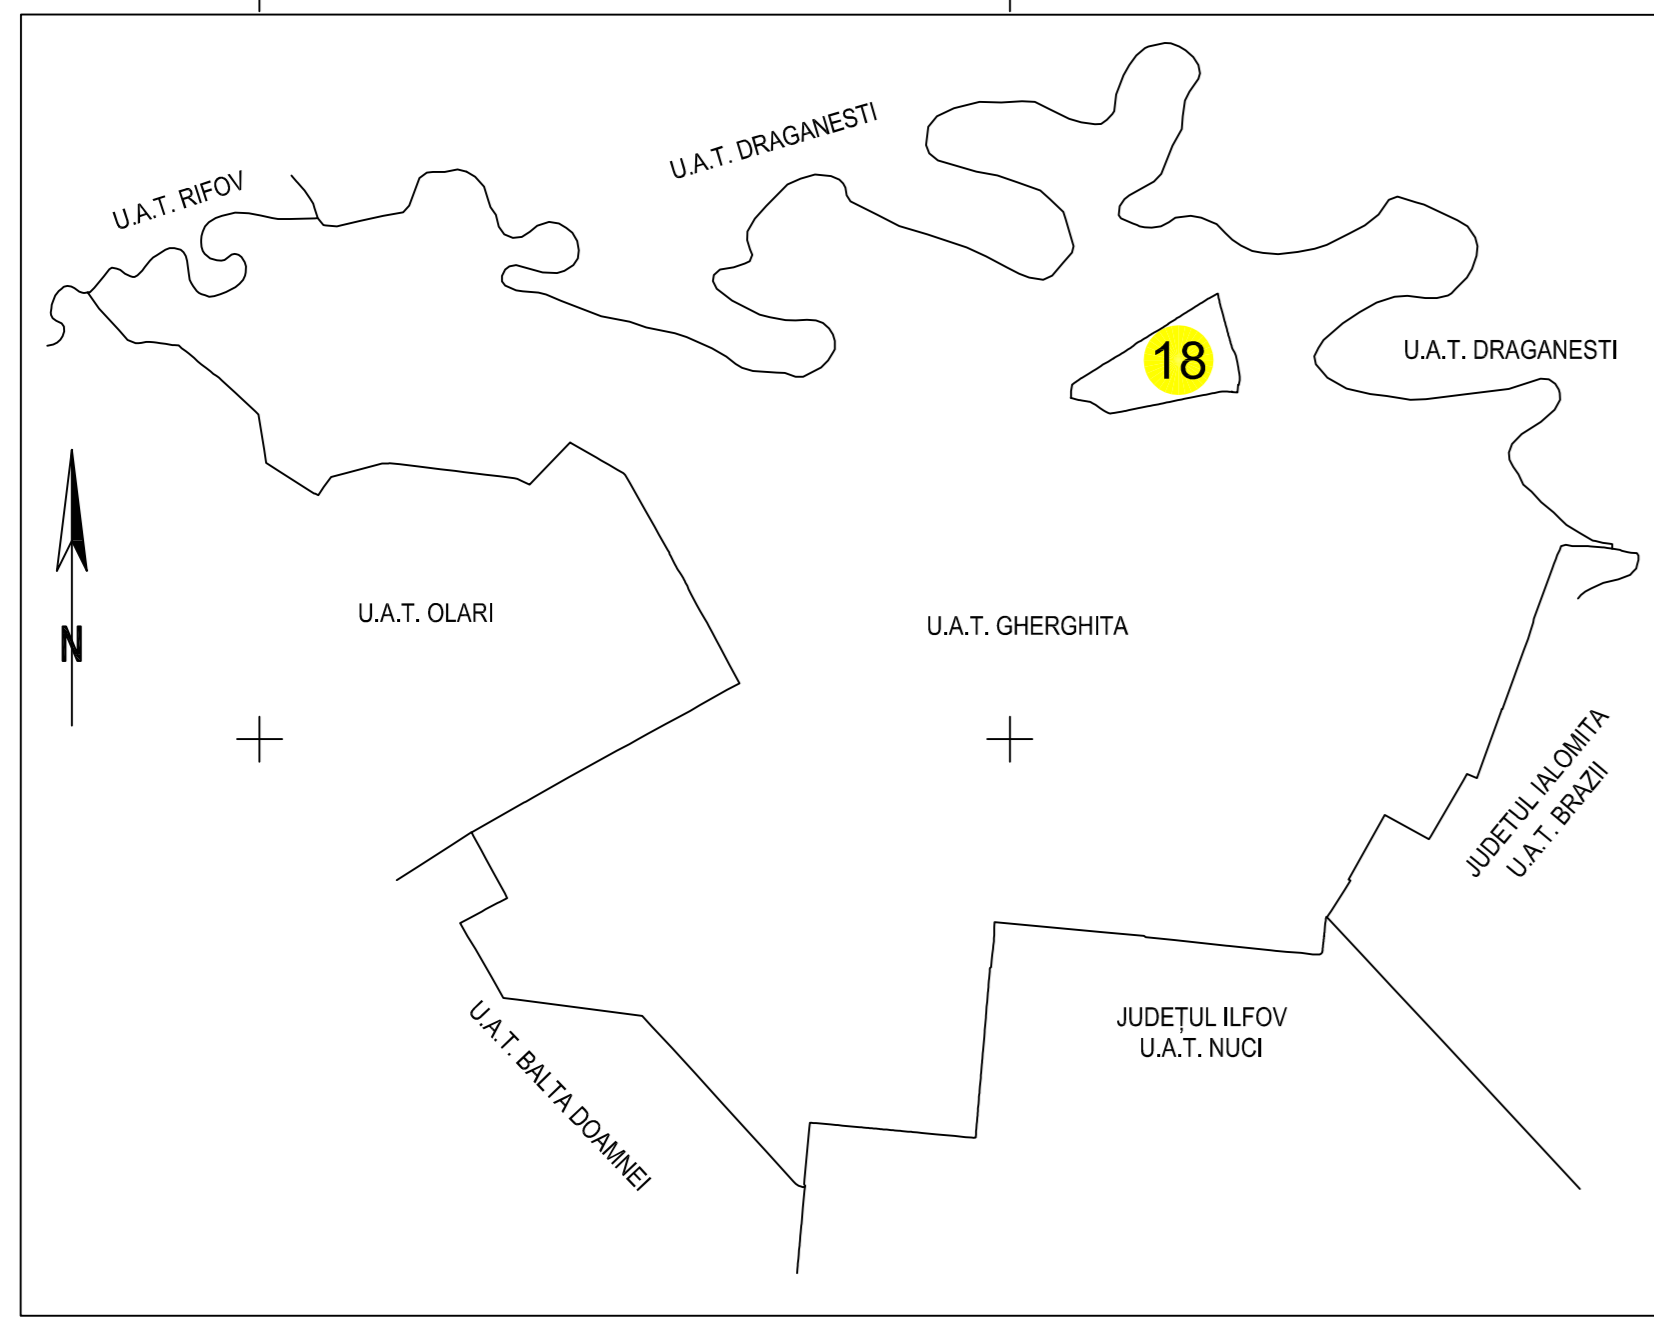 U.A.T. DRAGANESTI
U.A.T. RIFOV
18
U.A.T. DRAGANESTI
U.A.T. OLARI
U.A.T. GHERGHITA
N
JUDETUL IALOMITA
U.A.T. BRAZII
JUDEȚUL ILFOV
U.A.T. NUCI
U.A.T. BALTA DOAMNEI